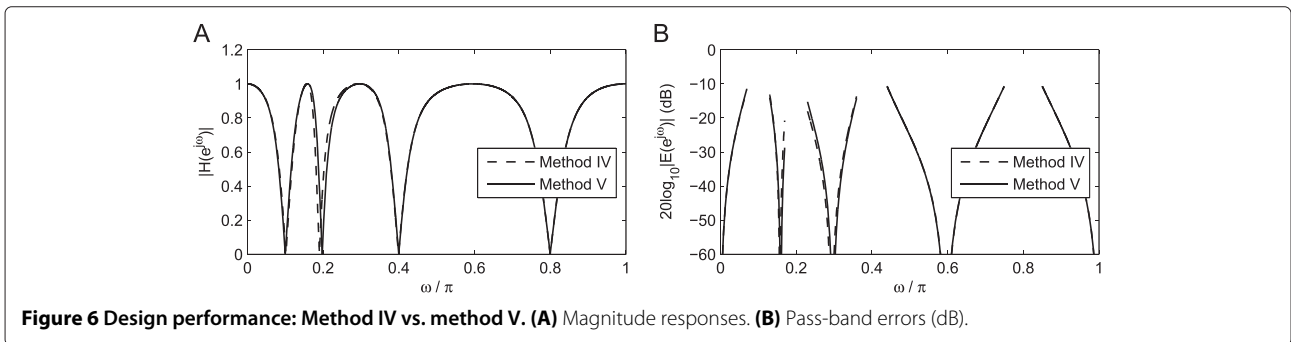 A
1.2
1
0.8
0.6
0.4
0.2
0
|H(e^{jω})|
Method IV
Method V
0 0.2 0.4 0.6 0.8 1
ω / π
B
0
−10
−20
−30
−40
−50
−60
20log₁₀|E(e^{jω})| (dB)
Method IV
Method V
0 0.2 0.4 0.6 0.8 1
ω / π
Figure 6 Design performance: Method IV vs. method V. (A) Magnitude responses. (B) Pass-band errors (dB).